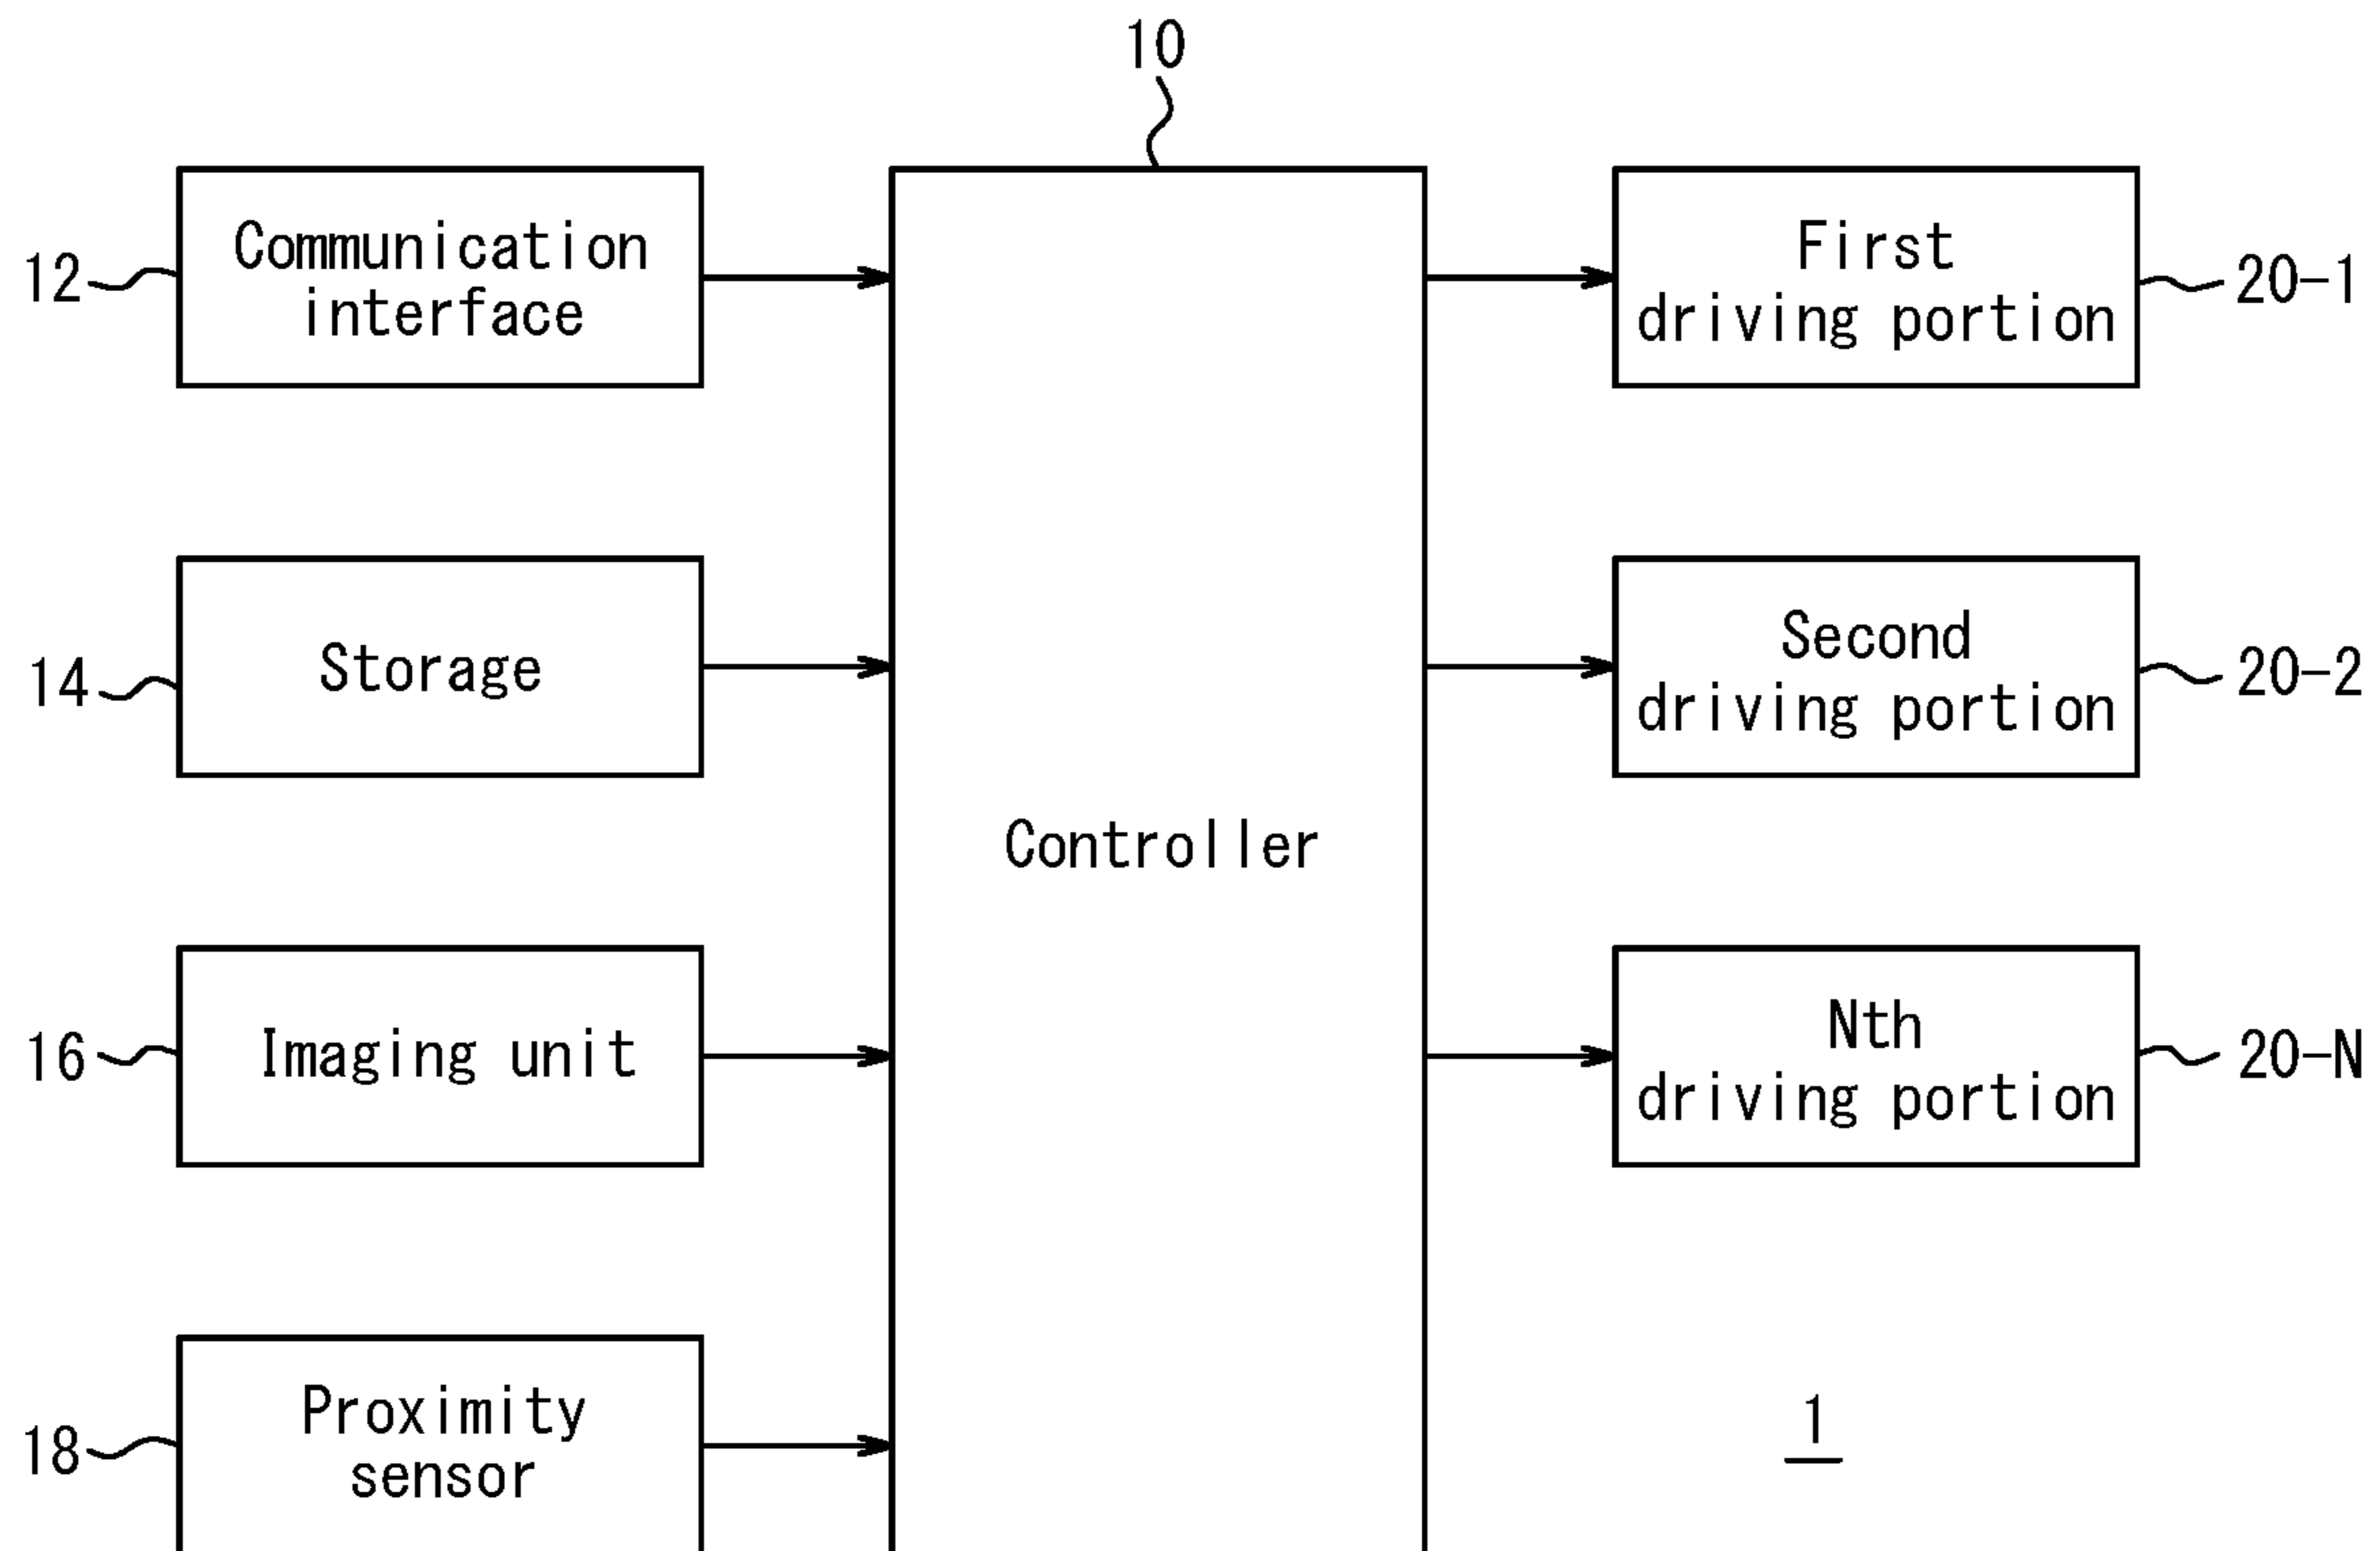 10
12
Communication
interface
First
driving portion
20-1
14
Storage
Controller
Second
driving portion
20-2
16
Imaging unit
Nth
driving portion
20-N
18
Proximity
sensor
1